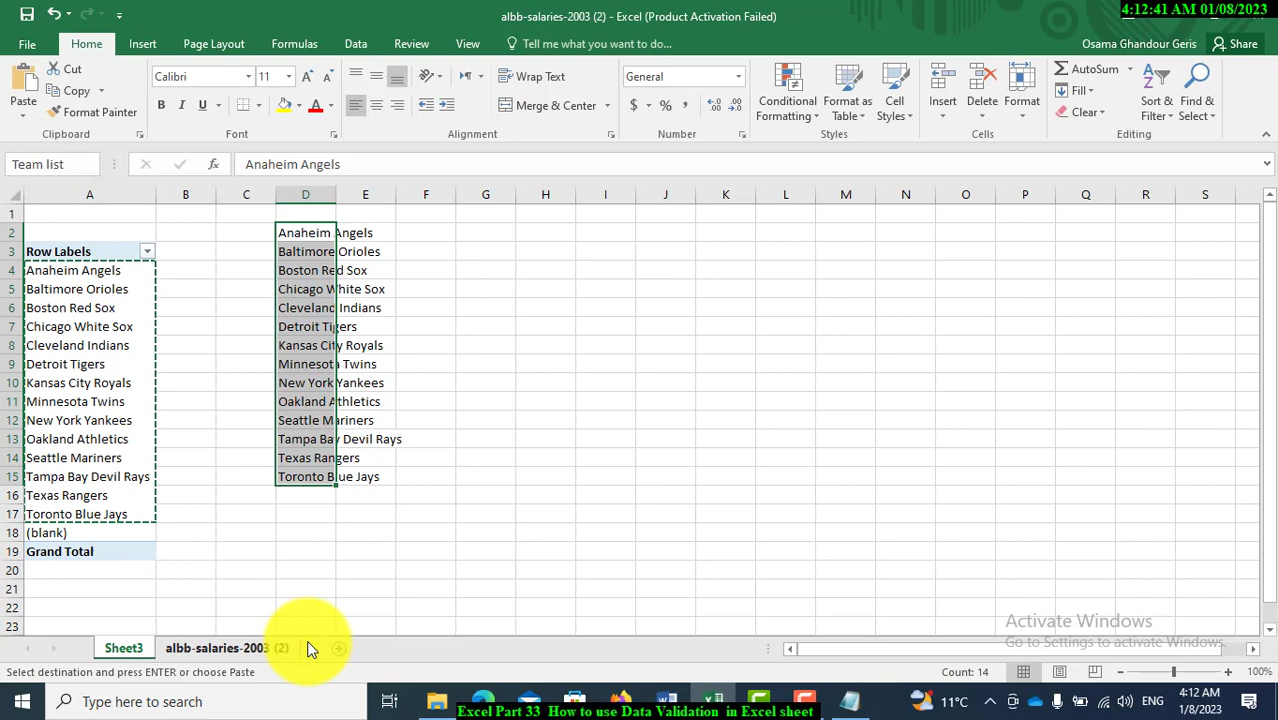 albb-salaries-2003 (2) - Excel (Product Activation Failed)
4:12:41 AM 01/08/2023
File
Home
Insert
Page Layout
Formulas
Data
Review
View
Tell me what you want to do...
Osama Ghandour Geris
Share
Paste
Cut
Copy
Format Painter
Clipboard
Calibri
11
B I U
A
Font
Wrap Text
Merge & Center
Alignment
General
$ % ,
Number
Conditional Formatting
Format as Table
Cell Styles
Styles
Insert
Delete
Format
Cells
AutoSum
Fill
Clear
Sort & Filter
Find & Select
Editing
Team list
fx
Anaheim Angels
A B C D E F G H I J K L M N O P Q R S
1
2 Anaheim Angels
3 Row Labels Baltimore Orioles
4 Anaheim Angels Boston Red Sox
5 Baltimore Orioles Chicago White Sox
6 Boston Red Sox Cleveland Indians
7 Chicago White Sox Detroit Tigers
8 Cleveland Indians Kansas City Royals
9 Detroit Tigers Minnesota Twins
10 Kansas City Royals New York Yankees
11 Minnesota Twins Oakland Athletics
12 New York Yankees Seattle Mariners
13 Oakland Athletics Tampa Bay Devil Rays
14 Seattle Mariners Texas Rangers
15 Tampa Bay Devil Rays Toronto Blue Jays
16 Texas Rangers
17 Toronto Blue Jays
18 (blank)
19 Grand Total
20
21
22
23
Activate Windows
Go to Settings to activate Windows.
Sheet3
albb-salaries-2003 (2)
Select destination and press ENTER or choose Paste
Count: 14
100%
Type here to search
11°C
ENG
4:12 AM
1/8/2023
Excel Part 33 How to use Data Validation in Excel sheet